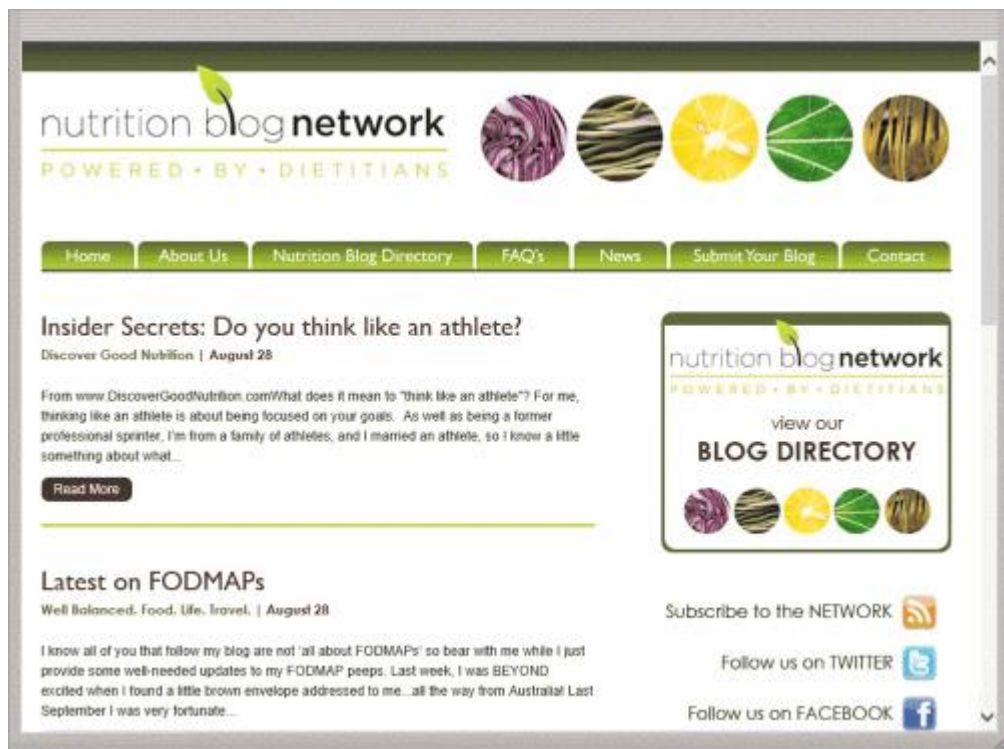 nutrition blog network
POWERED • BY • DIETITIANS
Home
About Us
Nutrition Blog Directory
FAQ's
News
Submit Your Blog
Contact
Insider Secrets: Do you think like an athlete?
Discover Good Nutrition | August 28
From www.DiscoverGoodNutrition.comWhat does it mean to "think like an athlete"? For me,
thinking like an athlete is about being focused on your goals. As well as being a former
professional sprinter, I'm from a family of athletes, and I married an athlete, so I know a little
something about what...
Read More
Latest on FODMAPs
Well Balanced. Food. Life. Travel. | August 28
I know all of you that follow my blog are not 'all about FODMAPs' so bear with me while I just
provide some well-needed updates to my FODMAP peeps. Last week, I was BEYOND
excited when I found a little brown envelope addressed to me...all the way from Australia! Last
September I was very fortunate...
nutrition blog network
POWERED • BY • DIETITIANS
view our
BLOG DIRECTORY
Subscribe to the NETWORK
Follow us on TWITTER
Follow us on FACEBOOK